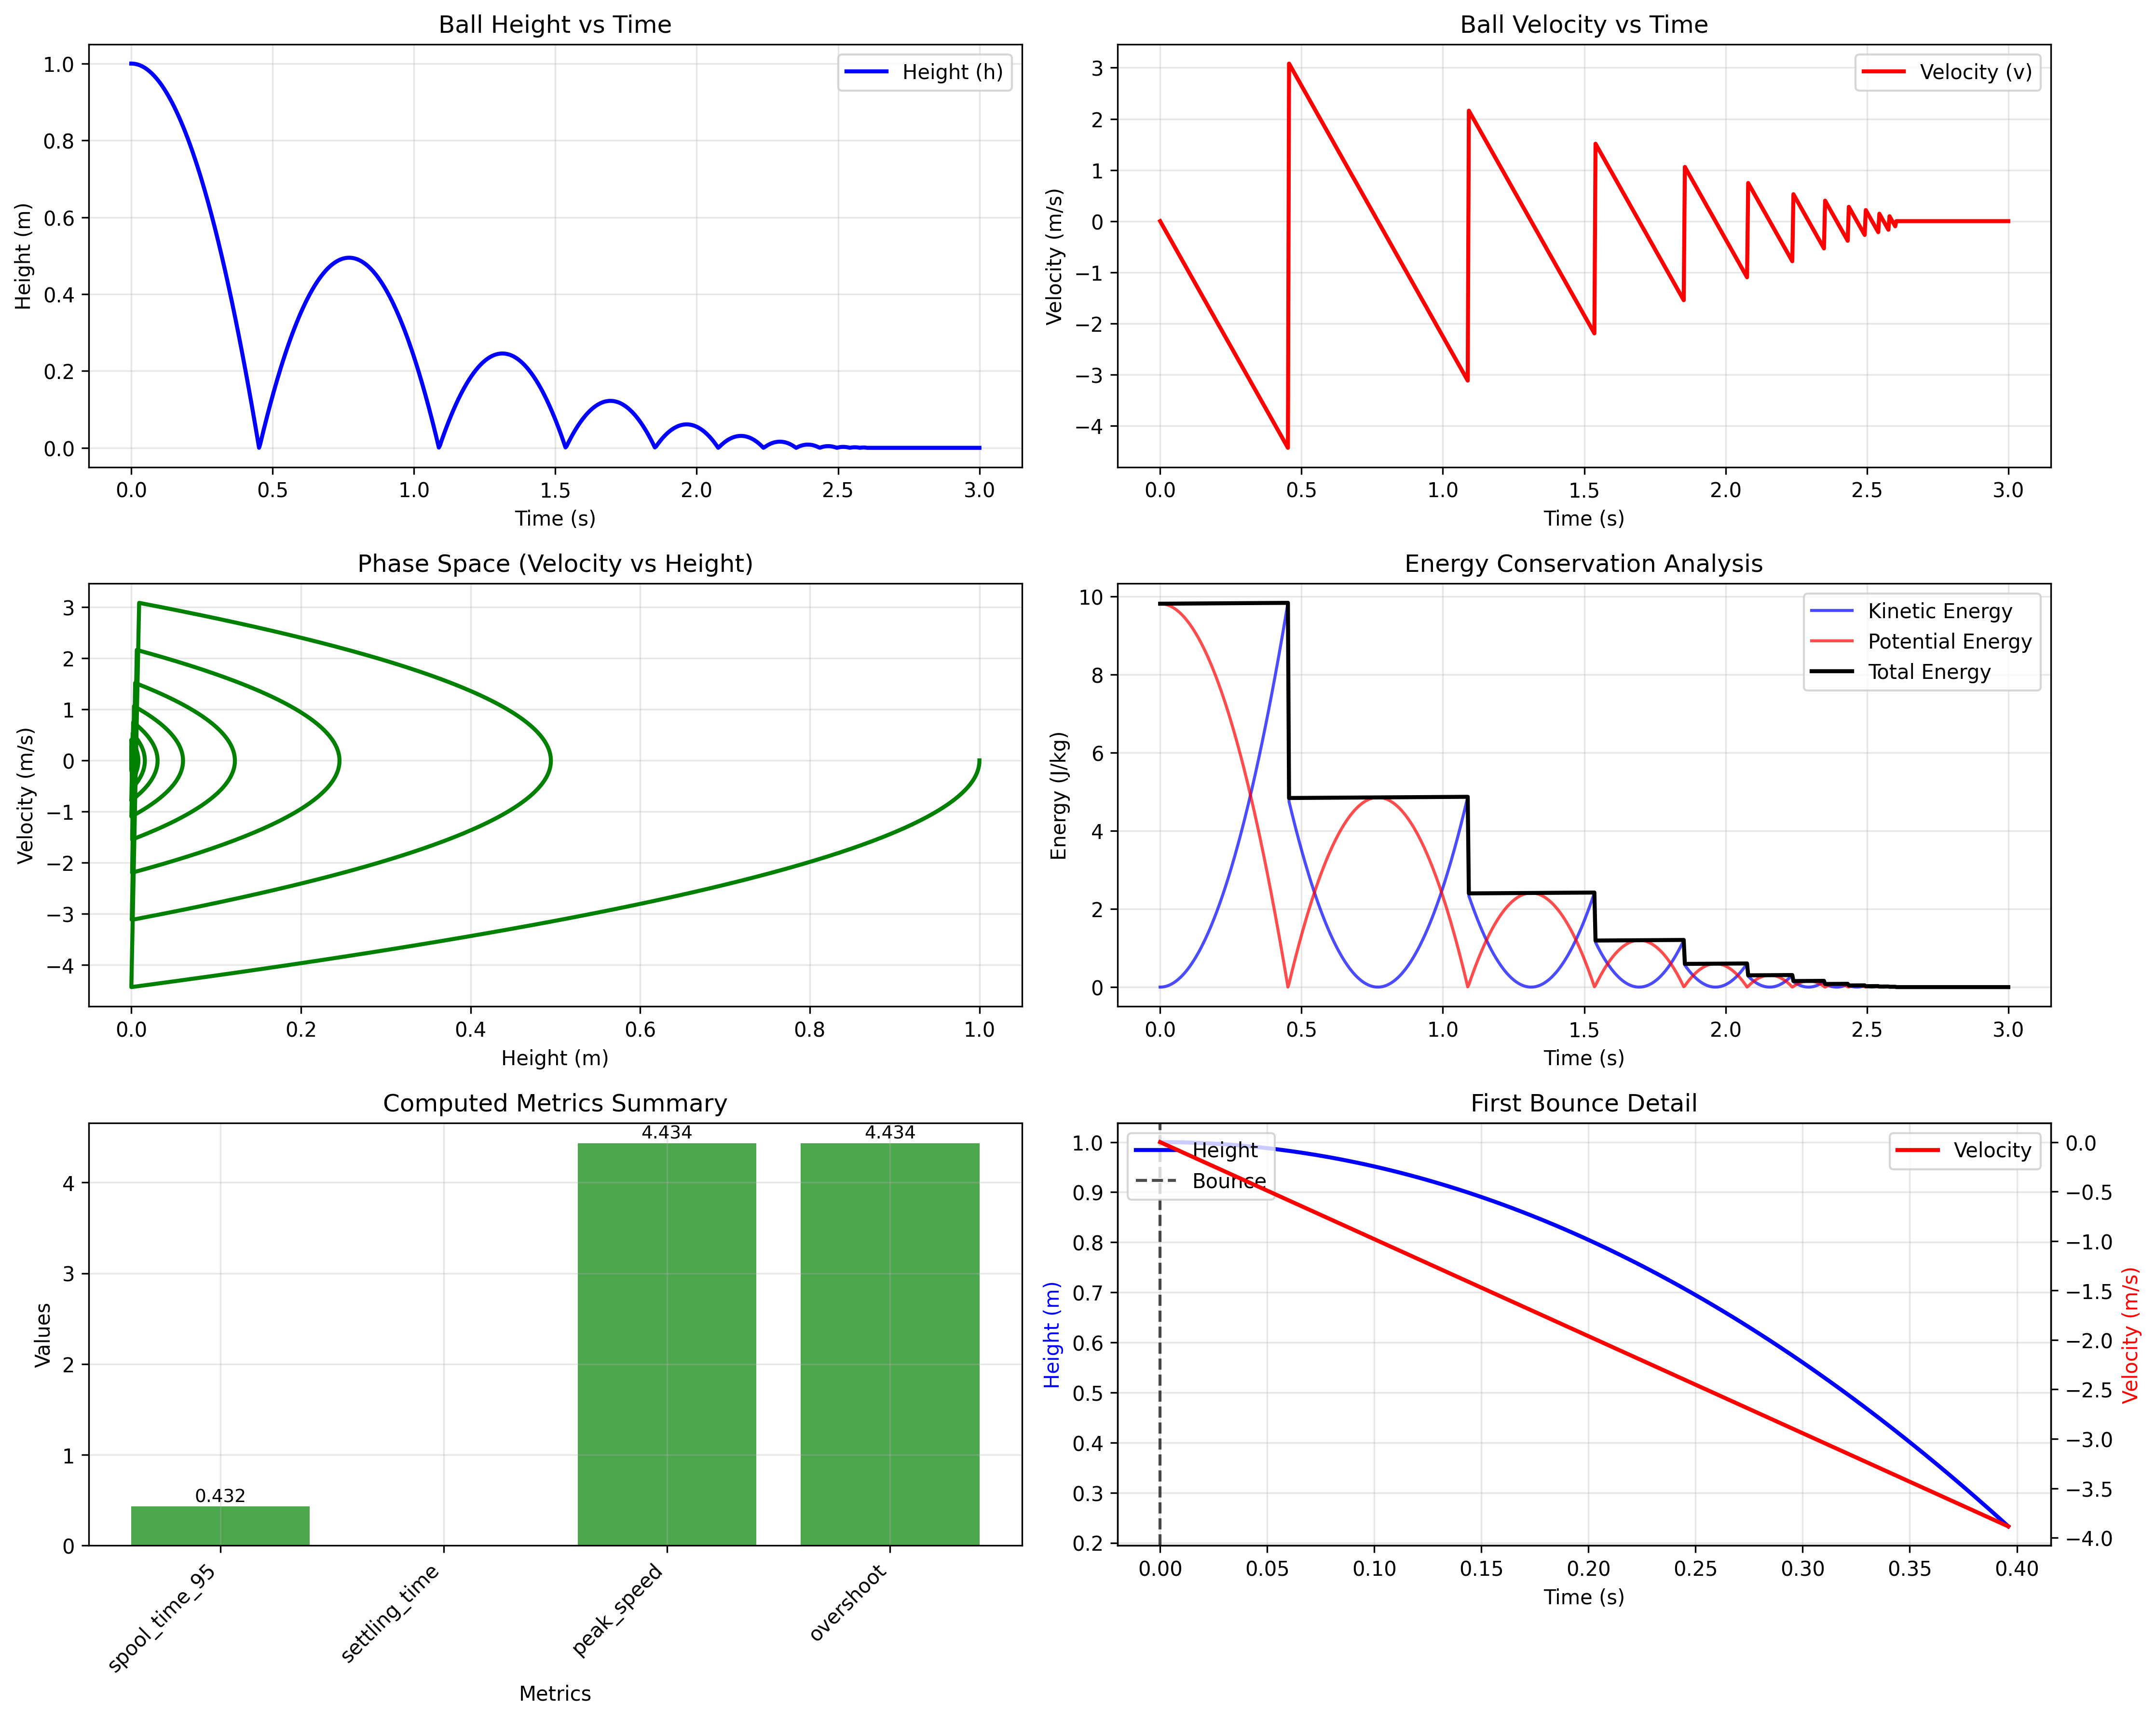 Ball Height vs Time
Height (m)
1.0
0.8
0.6
0.4
0.2
0.0
Height (h)
0.0 0.5 1.0 1.5 2.0 2.5 3.0
Time (s)
Ball Velocity vs Time
Velocity (m/s)
3
2
1
0
−1
−2
−3
−4
Velocity (v)
0.0 0.5 1.0 1.5 2.0 2.5 3.0
Time (s)
Phase Space (Velocity vs Height)
Velocity (m/s)
3
2
1
0
−1
−2
−3
−4
0.0 0.2 0.4 0.6 0.8 1.0
Height (m)
Energy Conservation Analysis
Energy (J/kg)
10
8
6
4
2
0
Kinetic Energy
Potential Energy
Total Energy
0.0 0.5 1.0 1.5 2.0 2.5 3.0
Time (s)
Computed Metrics Summary
Values
4
3
2
1
0
0.432
4.434
4.434
spool_time_95
settling_time
peak_speed
overshoot
Metrics
First Bounce Detail
Height (m)
1.0
0.9
0.8
0.7
0.6
0.5
0.4
0.3
0.2
Height
Bounce
Velocity
0.0
−0.5
−1.0
−1.5
−2.0
−2.5
−3.0
−3.5
−4.0
Velocity (m/s)
0.00 0.05 0.10 0.15 0.20 0.25 0.30 0.35 0.40
Time (s)